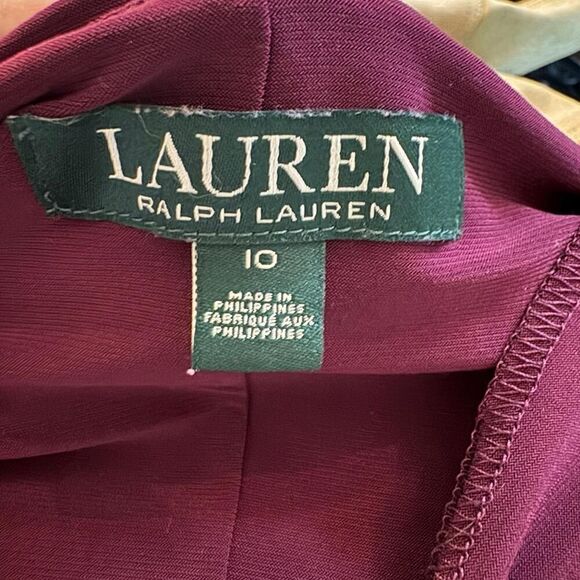 LAUREN
RALPH LAUREN
10
MADE IN
PHILIPPINES
FABRIQUÉ AUX
PHILIPPINES